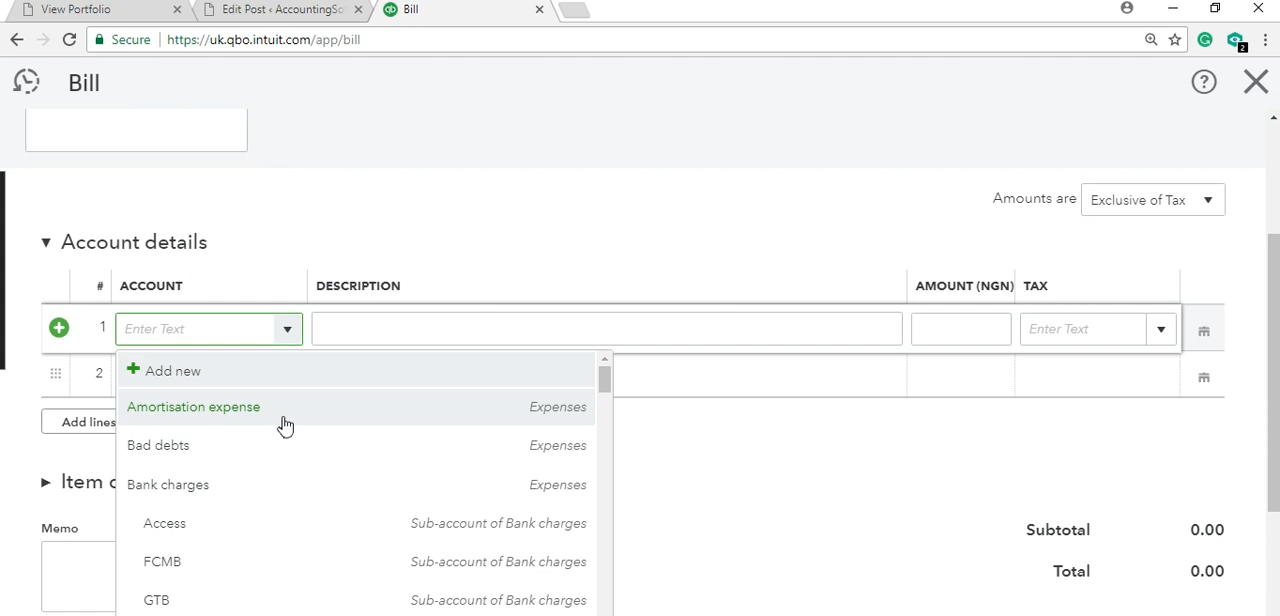 View Portfolio
Edit Post ‹ AccountingSo
qb Bill
Secure https://uk.qbo.intuit.com/app/bill
2
Bill
?
Amounts are Exclusive of Tax
Account details
# ACCOUNT DESCRIPTION AMOUNT (NGN) TAX
1 Enter Text Enter Text
2
Add new
Amortisation expense Expenses
Add lines
Bad debts Expenses
Item d
Bank charges Expenses
Access Sub-account of Bank charges
Memo
Subtotal 0.00
FCMB Sub-account of Bank charges
Total 0.00
GTB Sub-account of Bank charges